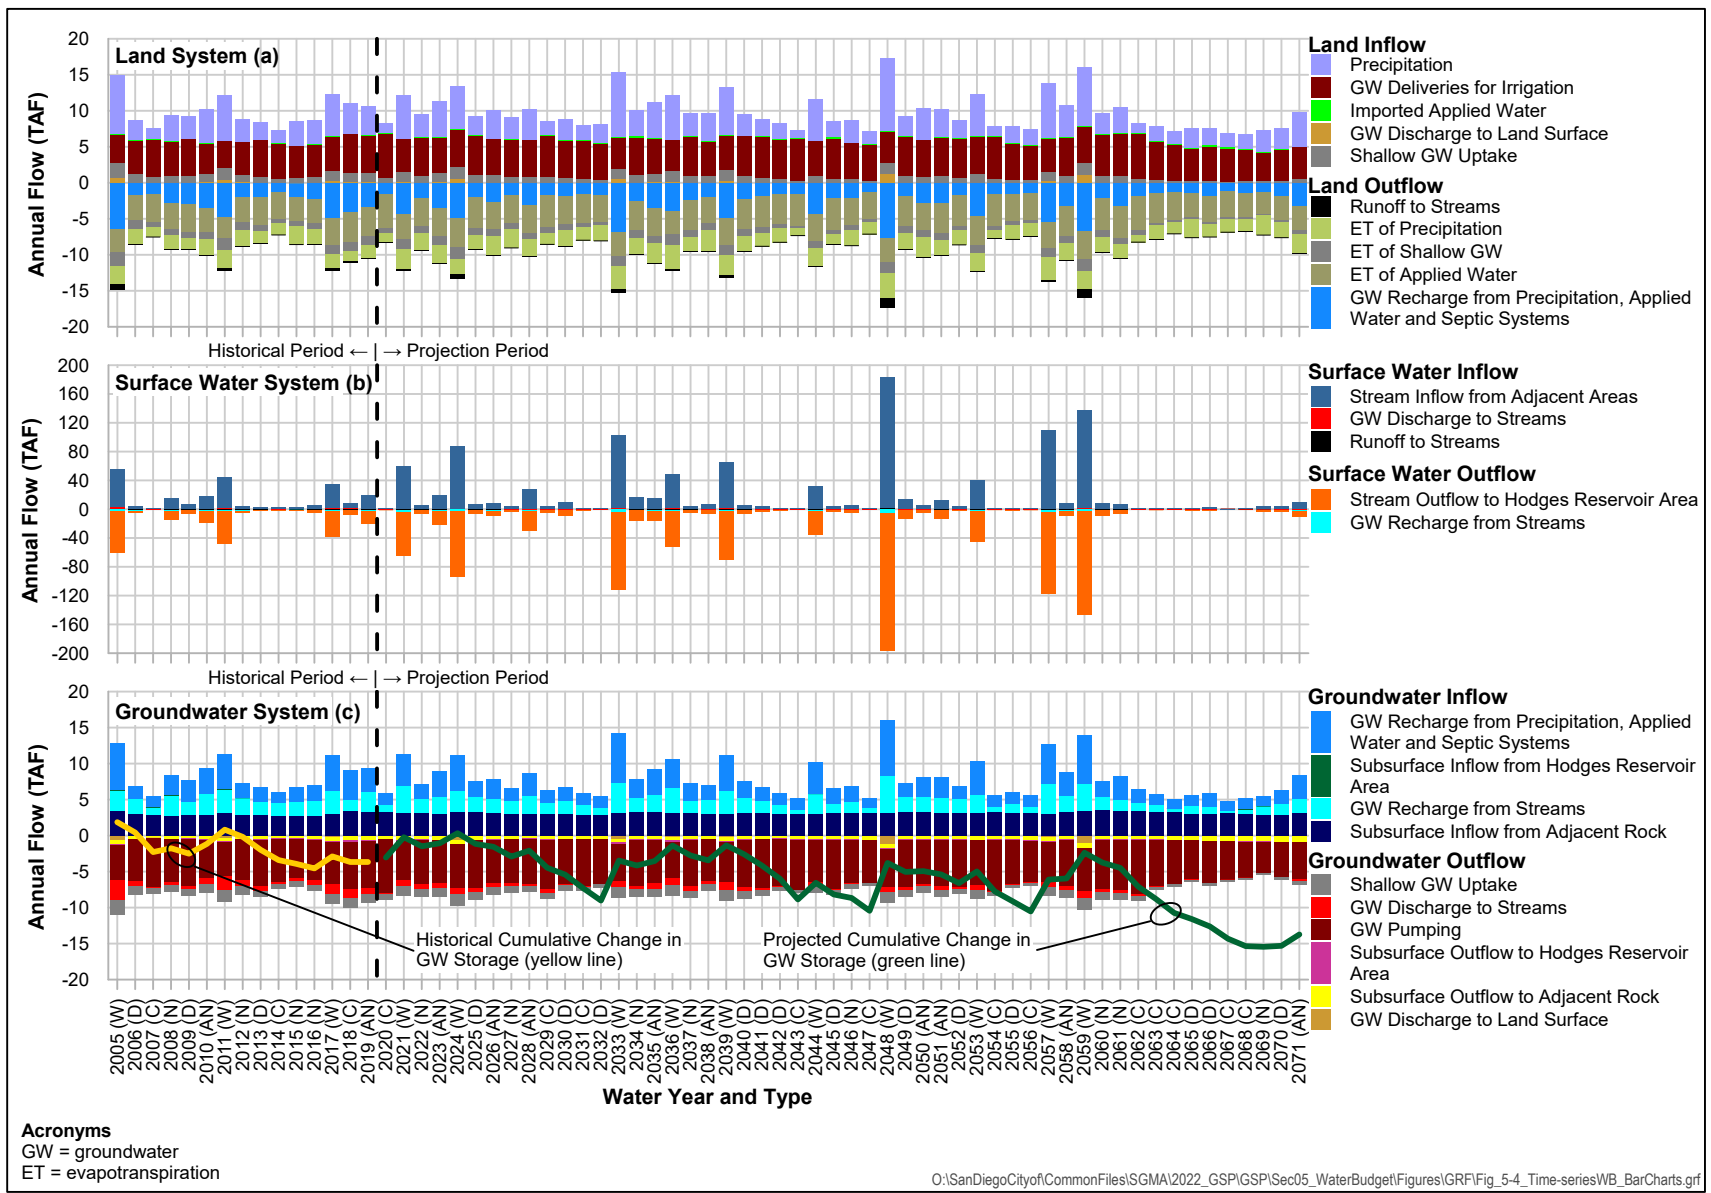 Land System (a)
20
15
10
5
0
-5
-10
-15
-20
Annual Flow (TAF)
Land Inflow
Precipitation
GW Deliveries for Irrigation
Imported Applied Water
GW Discharge to Land Surface
Shallow GW Uptake
Land Outflow
Runoff to Streams
ET of Precipitation
ET of Shallow GW
ET of Applied Water
GW Recharge from Precipitation, Applied
Water and Septic Systems
Historical Period ← | → Projection Period
Surface Water System (b)
200
160
120
80
40
0
-40
-80
-120
-160
-200
Annual Flow (TAF)
Surface Water Inflow
Stream Inflow from Adjacent Areas
GW Discharge to Streams
Runoff to Streams
Surface Water Outflow
Stream Outflow to Hodges Reservoir Area
GW Recharge from Streams
Historical Period ← | → Projection Period
Groundwater System (c)
20
15
10
5
0
-5
-10
-15
-20
Annual Flow (TAF)
Groundwater Inflow
GW Recharge from Precipitation, Applied
Water and Septic Systems
Subsurface Inflow from Hodges Reservoir
Area
GW Recharge from Streams
Subsurface Inflow from Adjacent Rock
Groundwater Outflow
Shallow GW Uptake
GW Discharge to Streams
GW Pumping
Subsurface Outflow to Hodges Reservoir
Area
Subsurface Outflow to Adjacent Rock
GW Discharge to Land Surface
Historical Cumulative Change in
GW Storage (yellow line)
Projected Cumulative Change in
GW Storage (green line)
2005 (W)
2006 (D)
2007 (C)
2008 (N)
2009 (D)
2010 (AN)
2011 (W)
2012 (N)
2013 (D)
2014 (C)
2015 (N)
2016 (N)
2017 (W)
2018 (C)
2019 (AN)
2020 (C)
2021 (W)
2022 (N)
2023 (AN)
2024 (W)
2025 (D)
2026 (AN)
2027 (N)
2028 (AN)
2029 (C)
2030 (D)
2031 (C)
2032 (D)
2033 (W)
2034 (N)
2035 (AN)
2036 (W)
2037 (N)
2038 (AN)
2039 (W)
2040 (D)
2041 (D)
2042 (D)
2043 (C)
2044 (W)
2045 (D)
2046 (N)
2047 (C)
2048 (W)
2049 (D)
2050 (AN)
2051 (AN)
2052 (D)
2053 (W)
2054 (C)
2055 (D)
2056 (C)
2057 (W)
2058 (AN)
2059 (W)
2060 (N)
2061 (N)
2062 (C)
2063 (C)
2064 (C)
2065 (D)
2066 (D)
2067 (C)
2068 (C)
2069 (N)
2070 (D)
2071 (AN)
Water Year and Type
Acronyms
GW = groundwater
ET = evapotranspiration
O:\SanDiegoCityof\CommonFiles\SGMA\2022_GSP\GSP\Sec05_WaterBudget\Figures\GRF\Fig_5-4_Time-seriesWB_BarCharts.grf